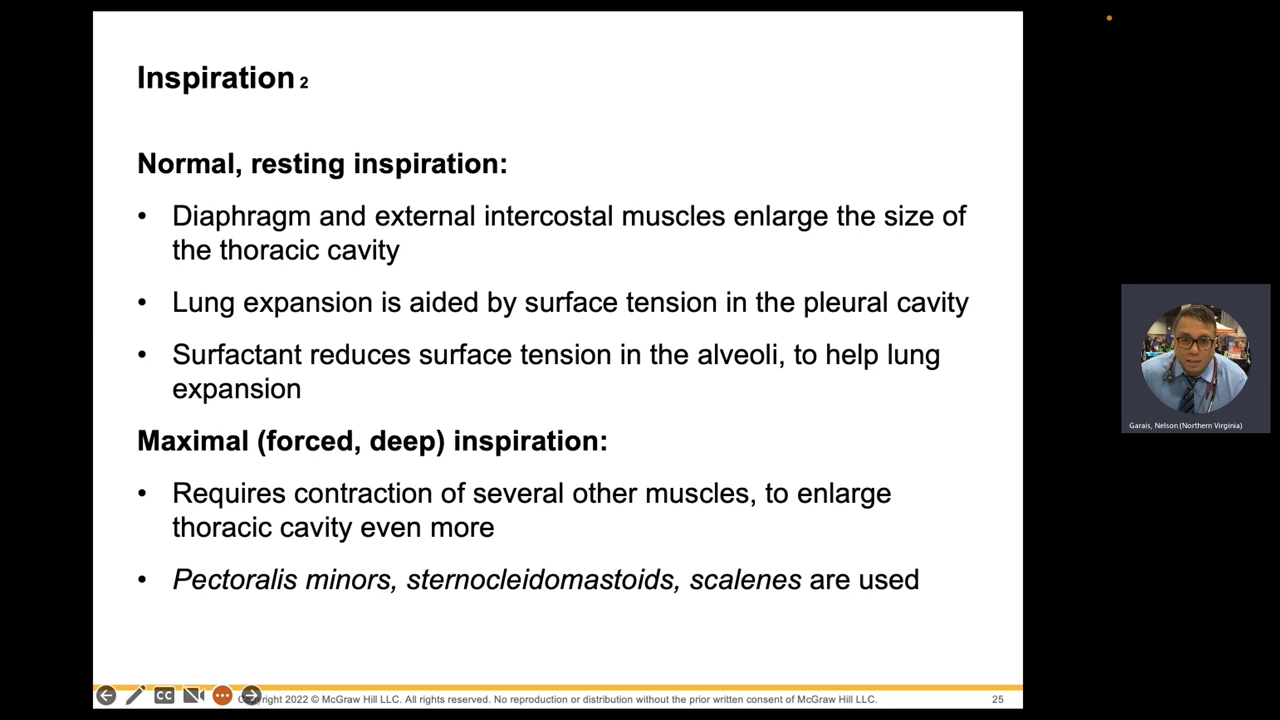 Inspiration 2
Normal, resting inspiration:
• Diaphragm and external intercostal muscles enlarge the size of
the thoracic cavity
• Lung expansion is aided by surface tension in the pleural cavity
• Surfactant reduces surface tension in the alveoli, to help lung
expansion
Maximal (forced, deep) inspiration:
• Requires contraction of several other muscles, to enlarge
thoracic cavity even more
• Pectoralis minors, sternocleidomastoids, scalenes are used
Garais, Nelson (Northern Virginia)
CC
2022 © McGraw Hill LLC. All rights reserved. No reproduction or distribution without the prior written consent of McGraw Hill LLC.
25